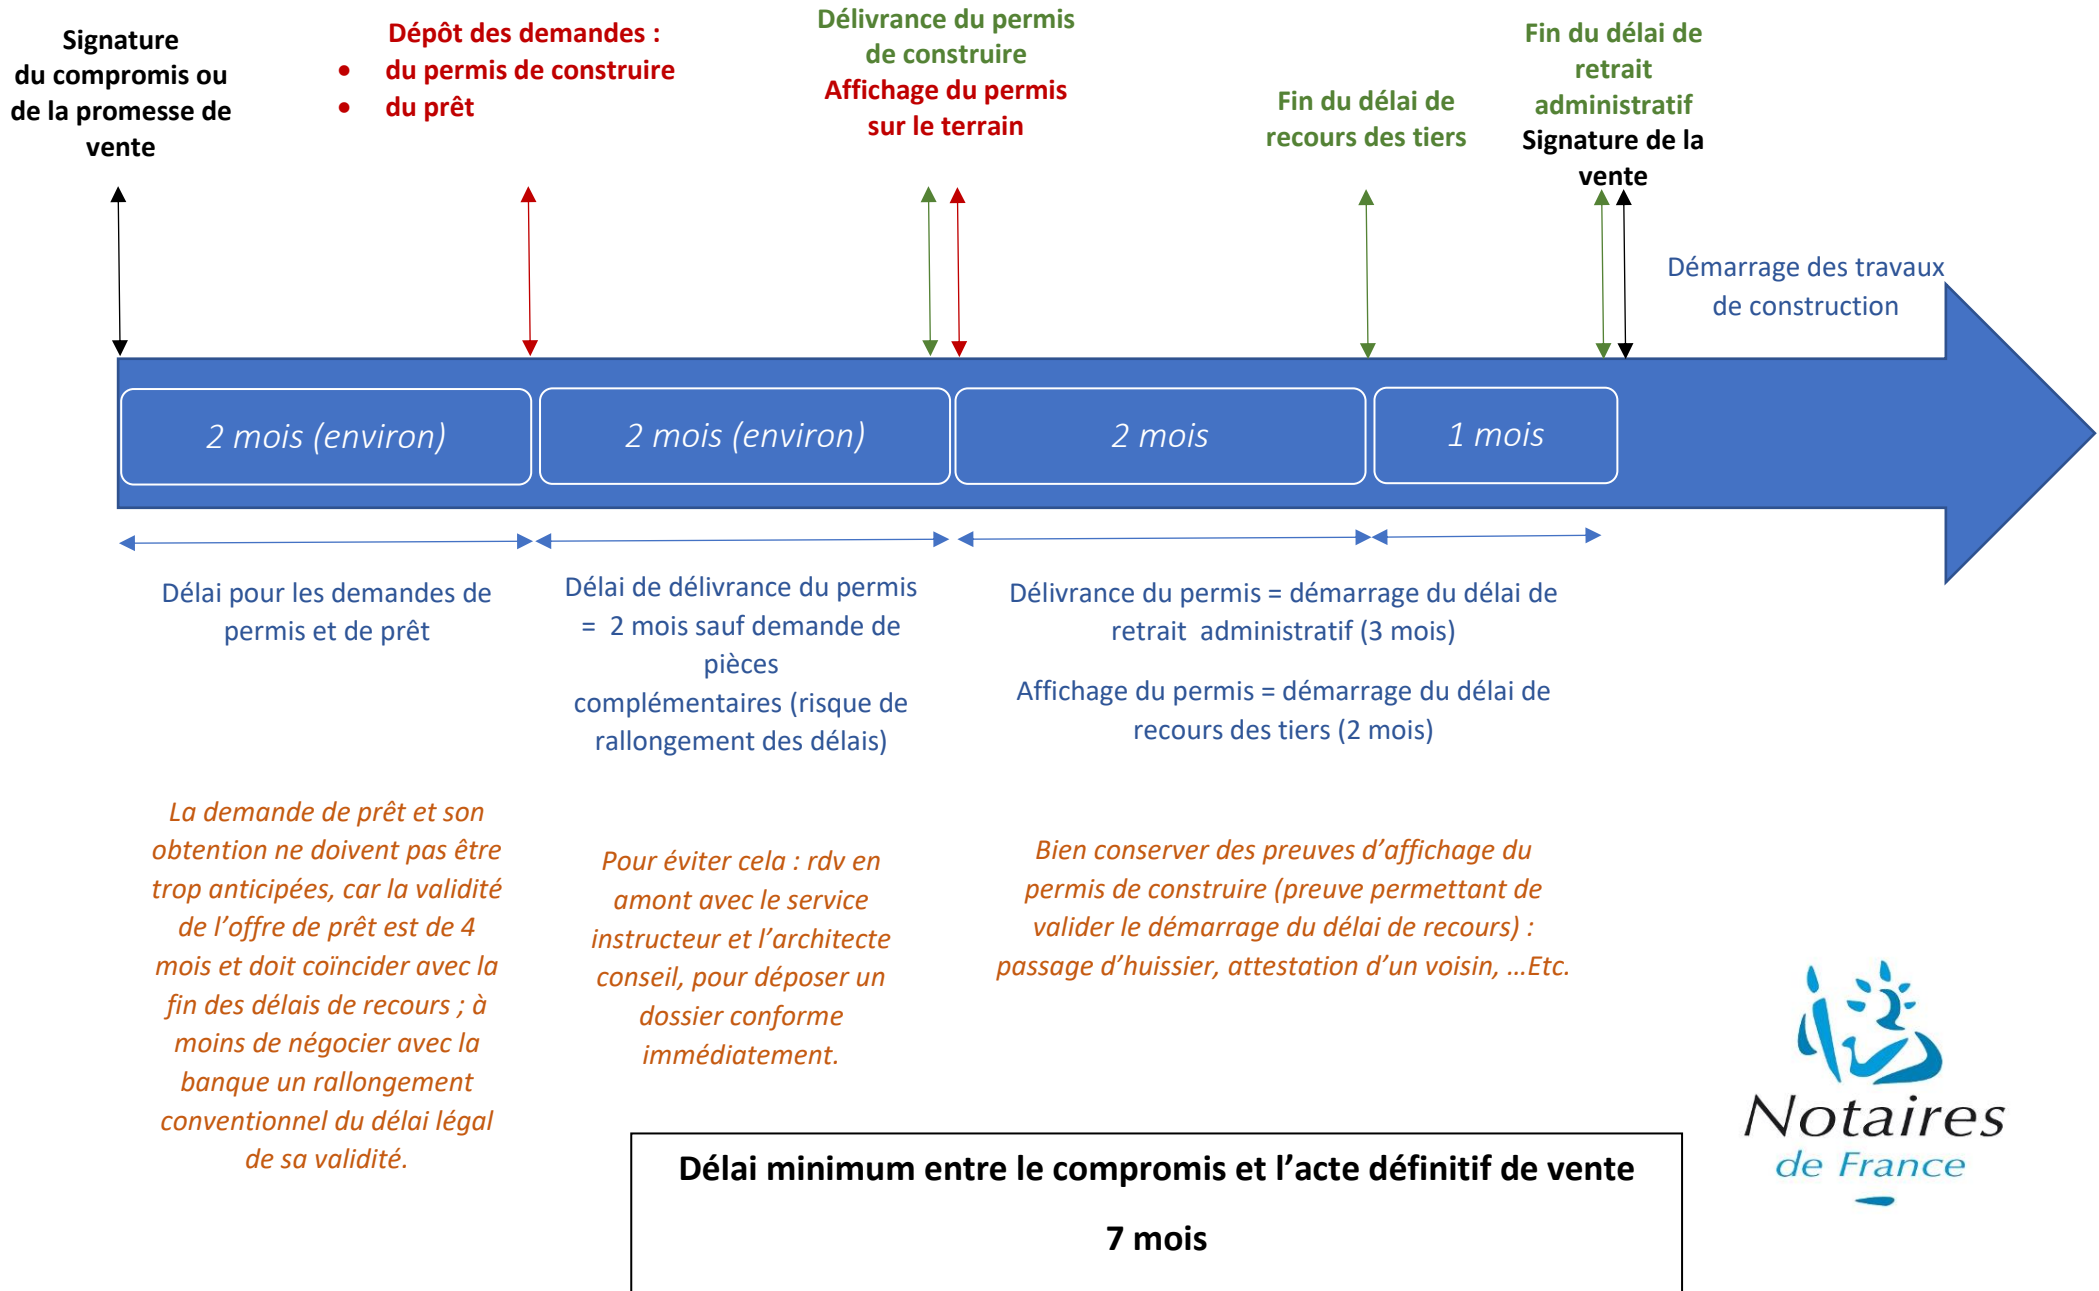 Signature
du compromis ou
de la promesse de
vente
Dépôt des demandes :
• du permis de construire
• du prêt
Délivrance du permis
de construire
Affichage du permis
sur le terrain
Fin du délai de
recours des tiers
Fin du délai de
retrait
administratif
Signature de la
vente
Démarrage des travaux
de construction
2 mois (environ)
2 mois (environ)
2 mois
1 mois
Délai pour les demandes de
permis et de prêt
Délai de délivrance du permis
= 2 mois sauf demande de
pièces
complémentaires (risque de
rallongement des délais)
Délivrance du permis = démarrage du délai de
retrait administratif (3 mois)
Affichage du permis = démarrage du délai de
recours des tiers (2 mois)
La demande de prêt et son
obtention ne doivent pas être
trop anticipées, car la validité
de l’offre de prêt est de 4
mois et doit coïncider avec la
fin des délais de recours ; à
moins de négocier avec la
banque un rallongement
conventionnel du délai légal
de sa validité.
Pour éviter cela : rdv en
amont avec le service
instructeur et l’architecte
conseil, pour déposer un
dossier conforme
immédiatement.
Bien conserver des preuves d’affichage du
permis de construire (preuve permettant de
valider le démarrage du délai de recours) :
passage d’huissier, attestation d’un voisin, …Etc.
Délai minimum entre le compromis et l’acte définitif de vente
7 mois
Notaires
de France